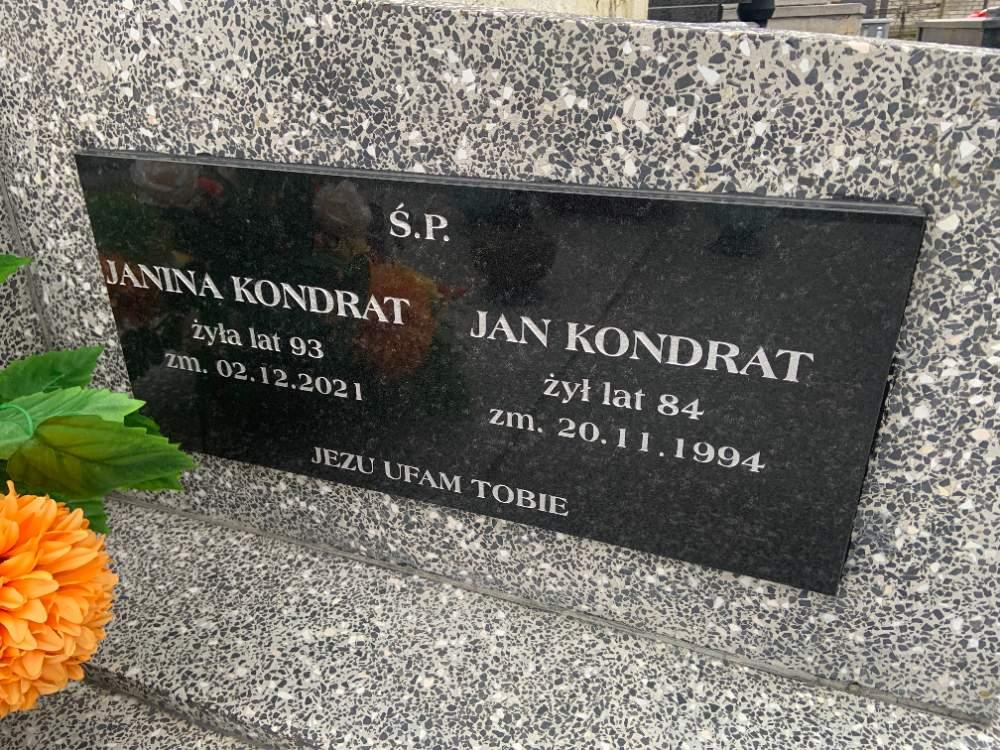 Ś.P.
JANINA KONDRAT
żyła lat 93
zm. 02.12.2021
JAN KONDRAT
żył lat 84
zm. 20.11.1994
JEZU UFAM TOBIE